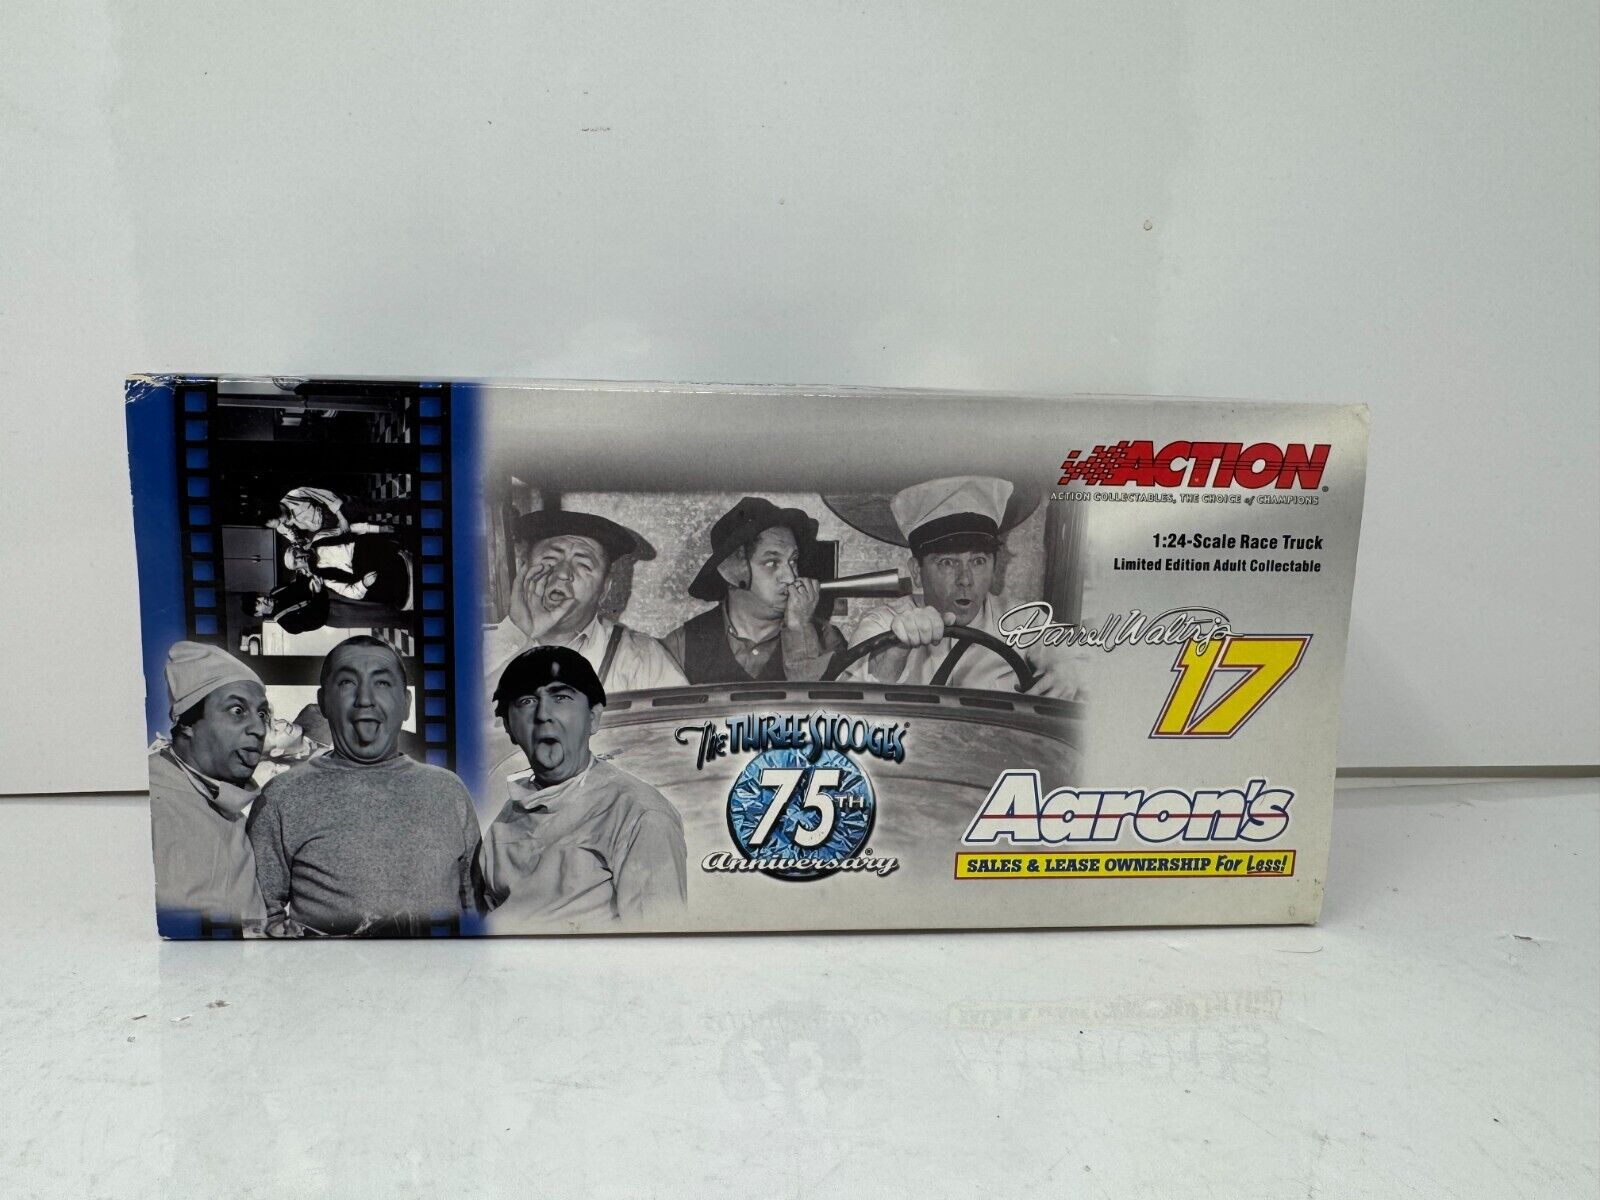 ACTION
ACTION COLLECTABLES, THE CHOICE of CHAMPIONS
1:24-Scale Race Truck
Limited Edition Adult Collectable
Darrell Waltrip
17
The THREE STOOGES
75TH
Anniversary
Aaron's
SALES & LEASE OWNERSHIP For Less!